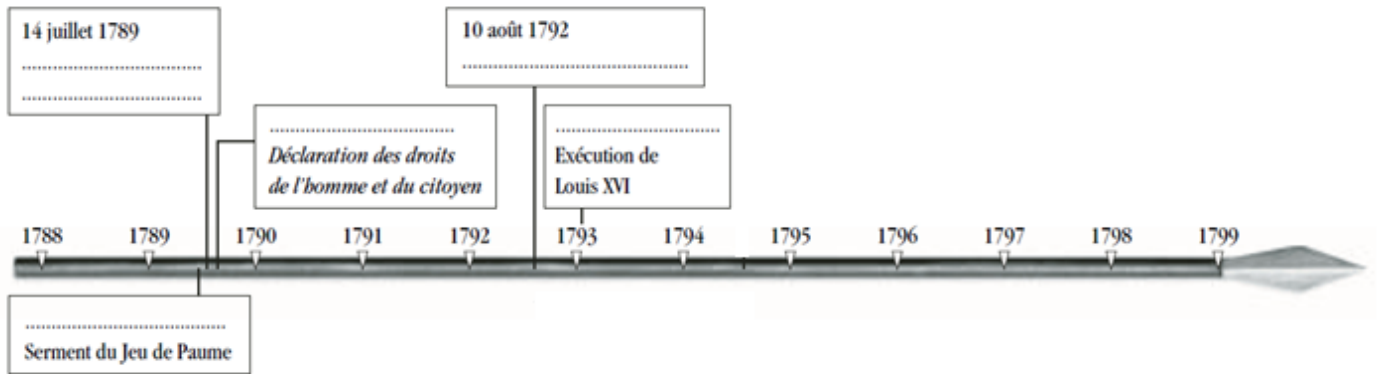 14 juillet 1789
..........................................
..........................................
10 août 1792
.....................................................
...........................................
Déclaration des droits
de l'homme et du citoyen
......................................
Exécution de
Louis XVI
1788 1789 1790 1791 1792 1793 1794 1795 1796 1797 1798 1799
...............................................
Serment du Jeu de Paume